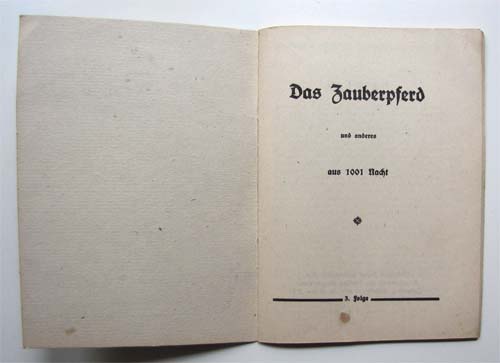 Das Zauberpferd
und anderes
aus 1001 Nacht
3. Folge